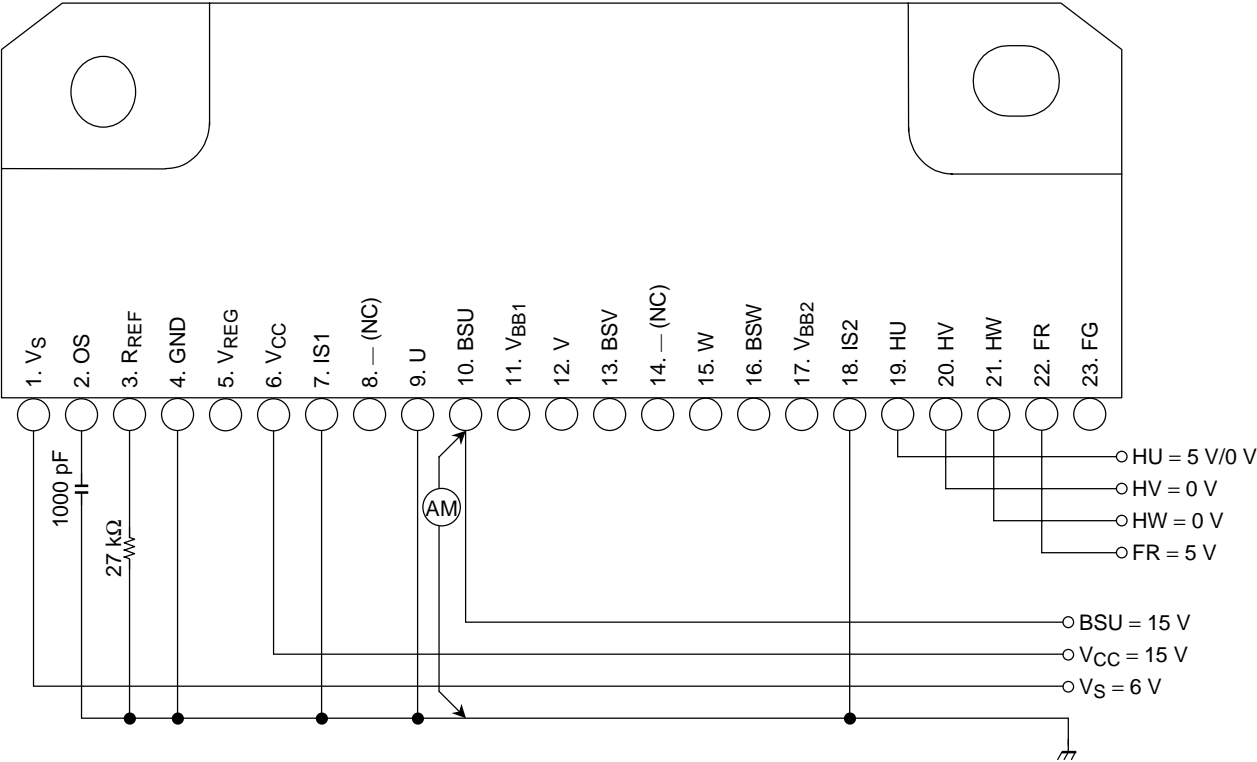 1. VS
2. OS
3. RREF
4. GND
5. VREG
6. VCC
7. IS1
8. — (NC)
9. U
10. BSU
11. VBB1
12. V
13. BSV
14. — (NC)
15. W
16. BSW
17. VBB2
18. IS2
19. HU
20. HV
21. HW
22. FR
23. FG
1000 pF
27 kΩ
AM
HU = 5 V/0 V
HV = 0 V
HW = 0 V
FR = 5 V
BSU = 15 V
VCC = 15 V
VS = 6 V